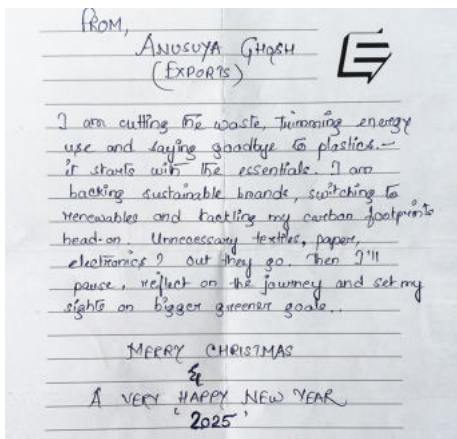 FROM,
ANUSUYA GHOSH
(EXPORTS)
I am cutting the waste, trimming energy
use and saying goodbye to plastics.-
it starts with the essentials. I am
backing sustainable brands, switching to
renewables and tackling my carbon footprints
head-on. Unnecessary textiles, paper,
electronics? Out they go. Then I'll
pause, reflect on the journey and set my
sights on bigger greener goals..
MERRY CHRISTMAS
&
A VERY HAPPY NEW YEAR
'2025'